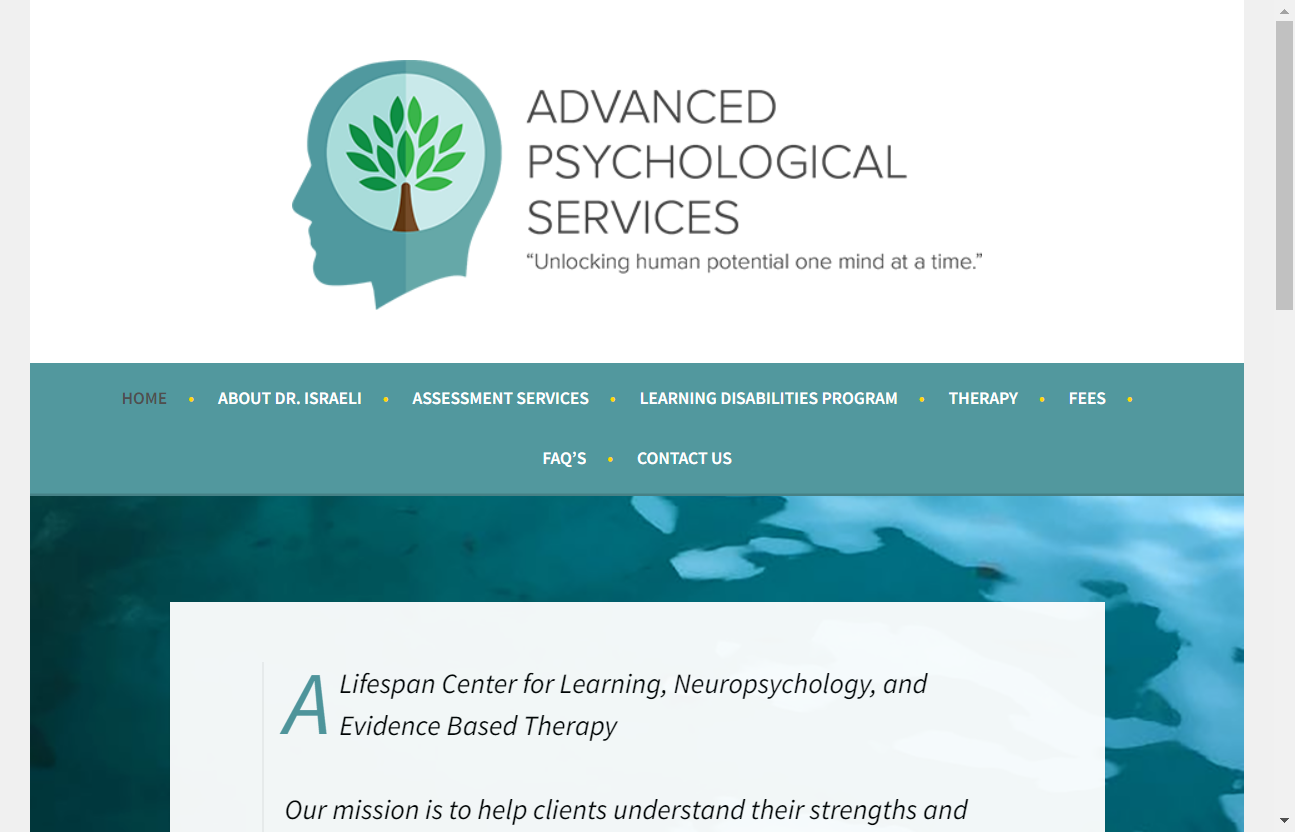 ADVANCED
PSYCHOLOGICAL
SERVICES
“Unlocking human potential one mind at a time.”
HOME • ABOUT DR. ISRAELI • ASSESSMENT SERVICES • LEARNING DISABILITIES PROGRAM • THERAPY • FEES •
FAQ’S • CONTACT US
A Lifespan Center for Learning, Neuropsychology, and
Evidence Based Therapy
Our mission is to help clients understand their strengths and